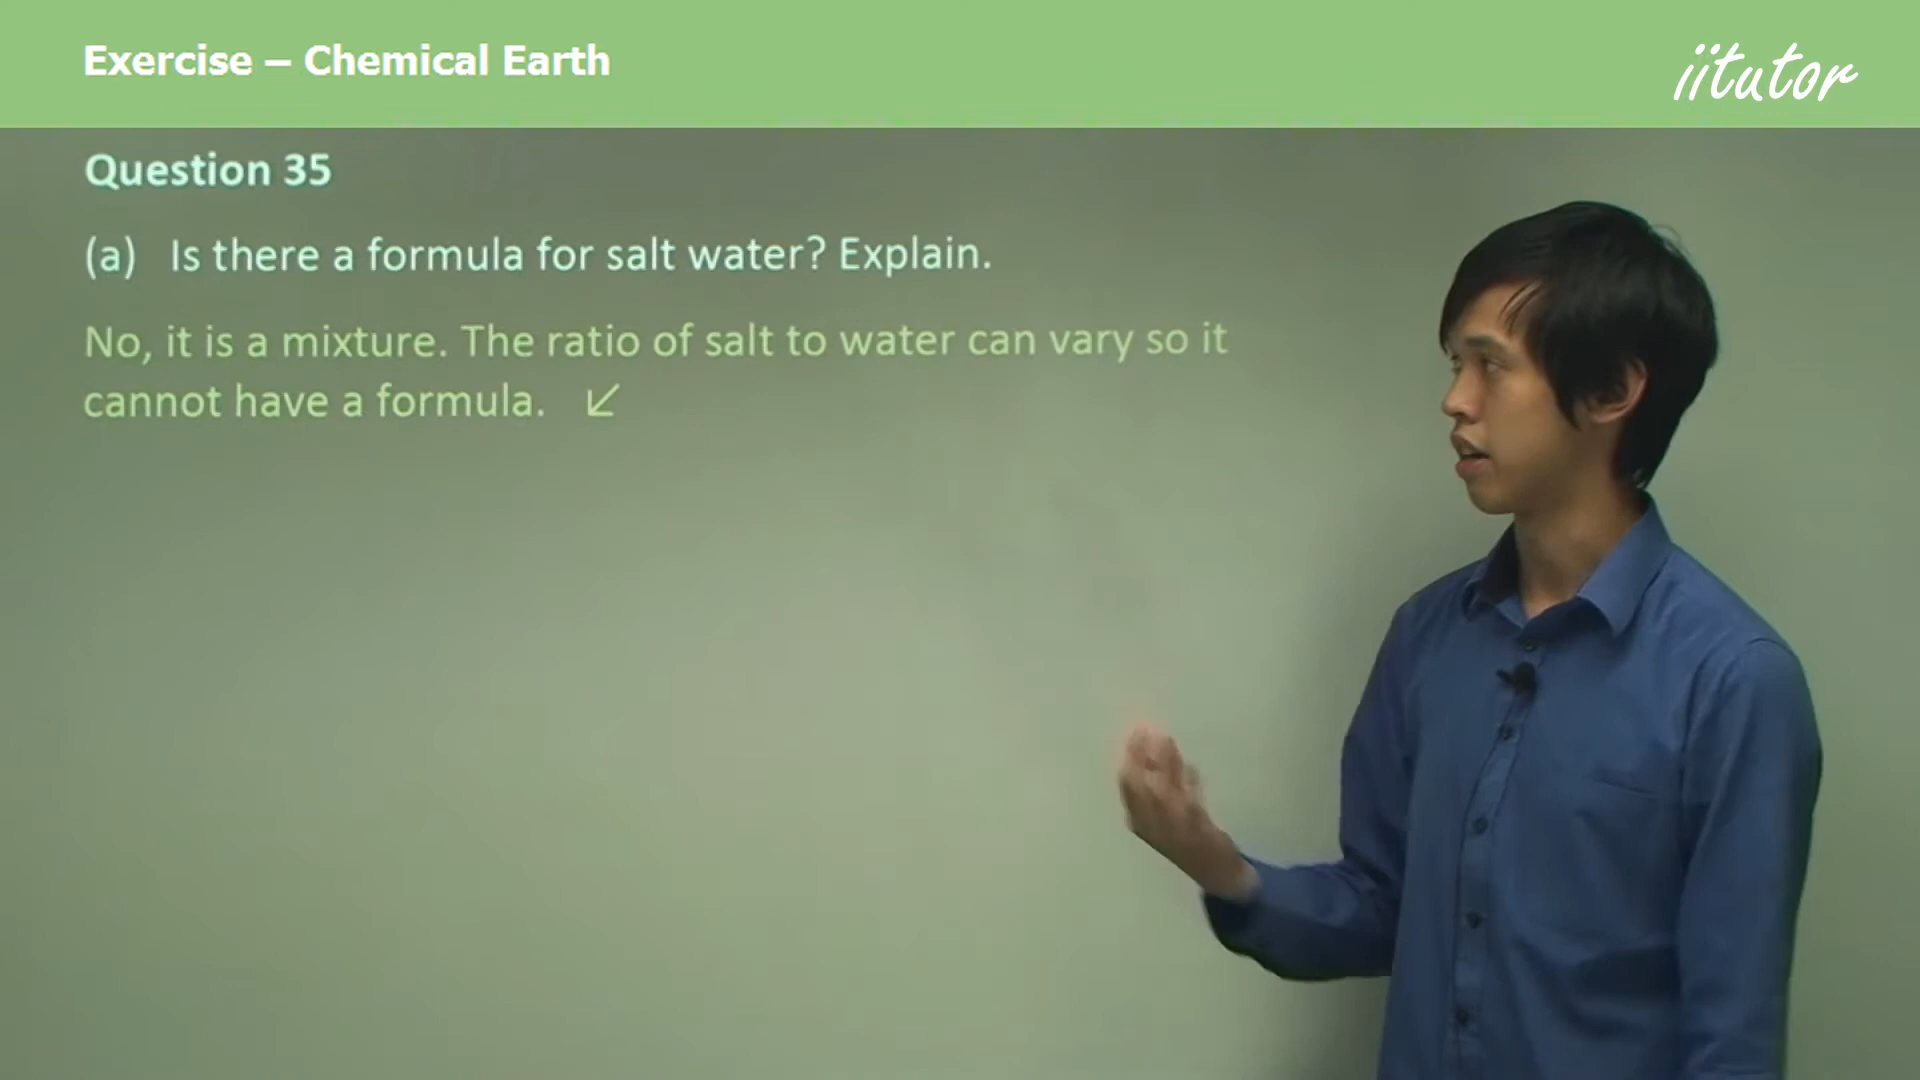 Exercise – Chemical Earth
iitutor
Question 35
(a) Is there a formula for salt water? Explain.
No, it is a mixture. The ratio of salt to water can vary so it
cannot have a formula. ↙